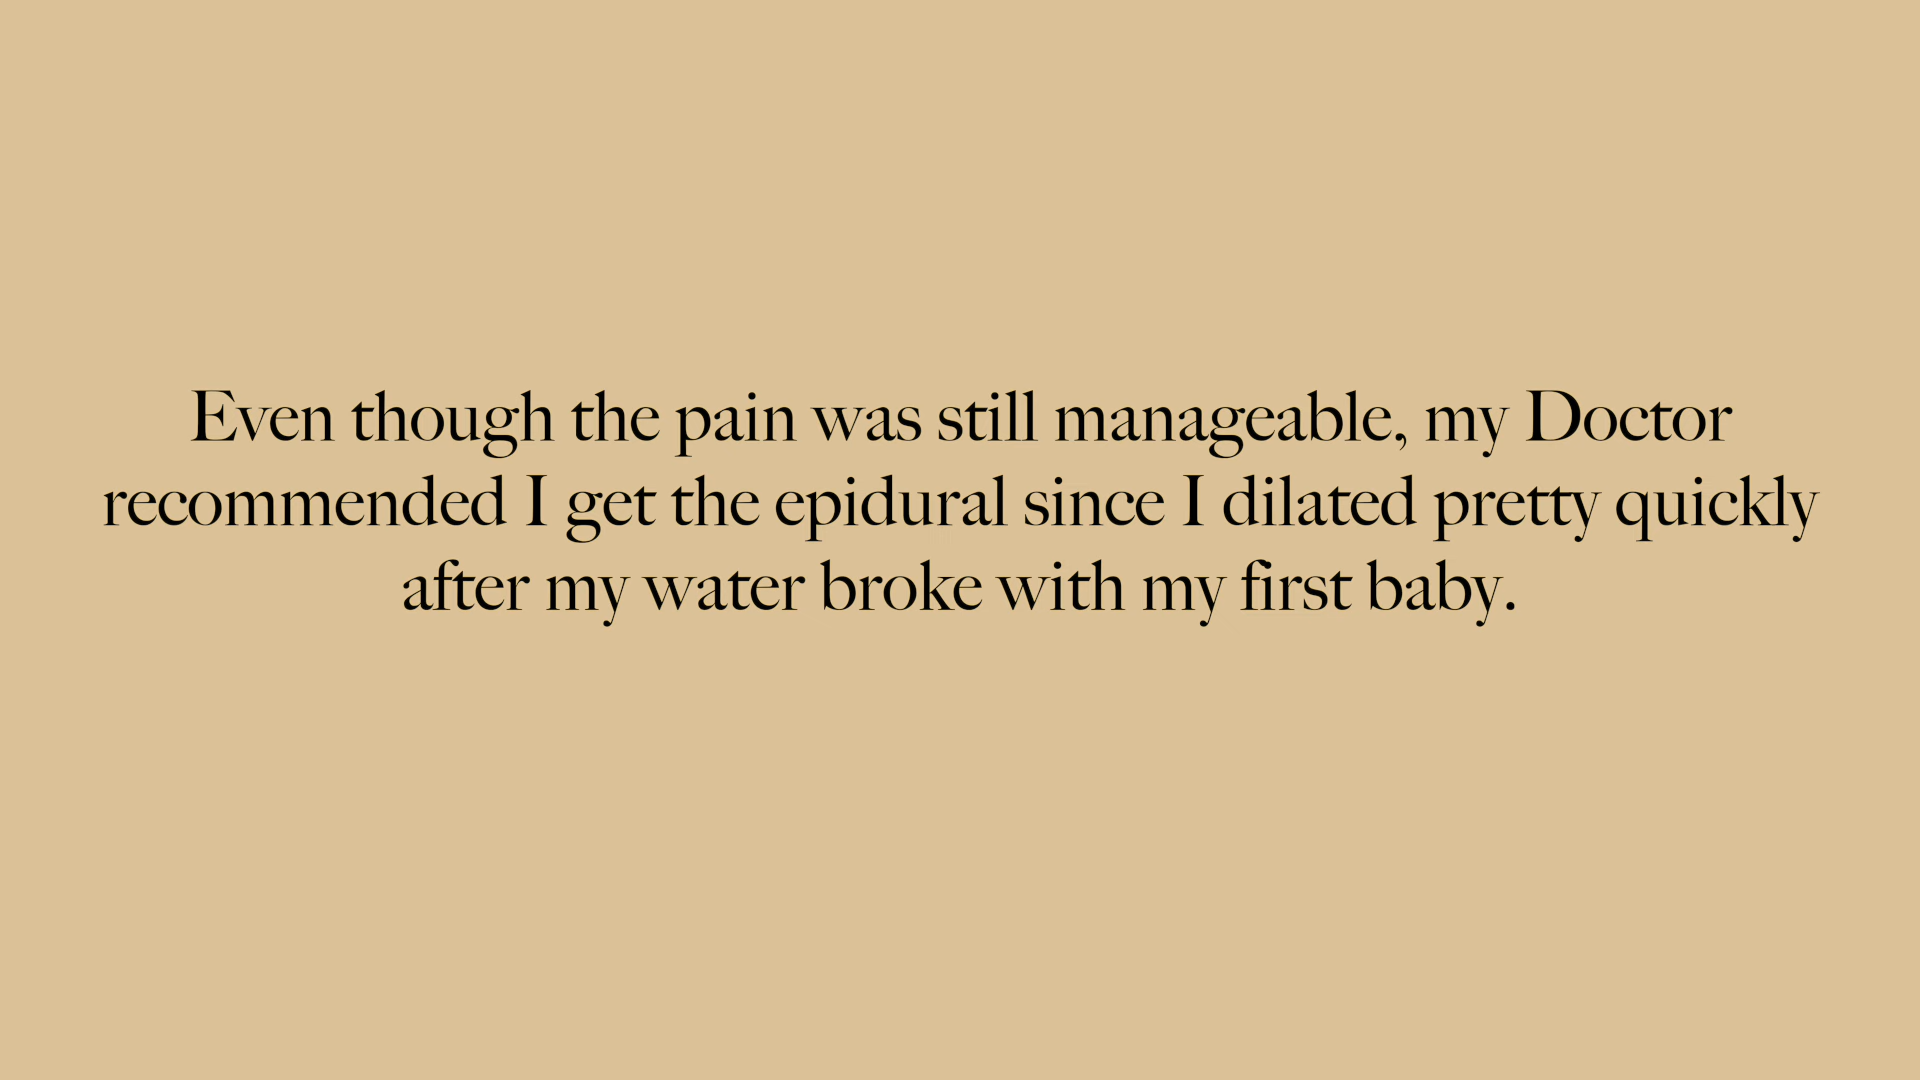 Even though the pain was still manageable, my Doctor
recommended I get the epidural since I dilated pretty quickly
after my water broke with my first baby.